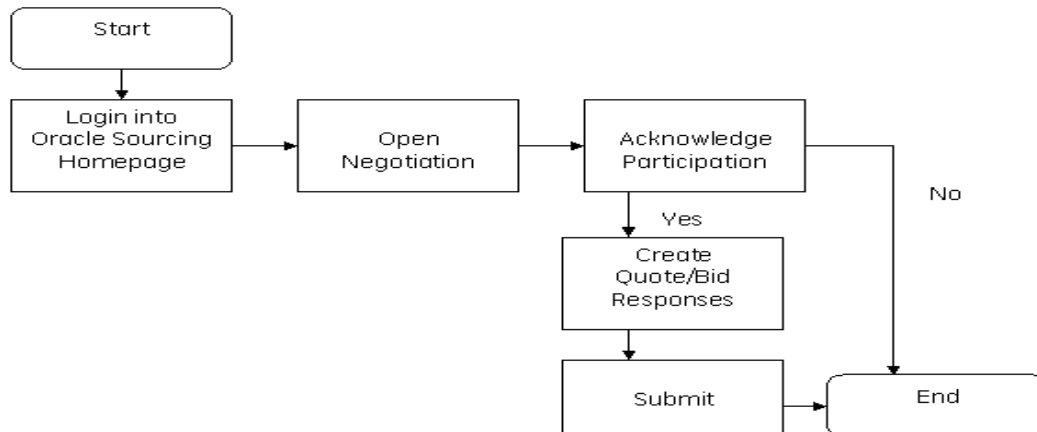 Start
Login into
Oracle Sourcing
Homepage
Open
Negotiation
Acknowledge
Participation
No
Yes
Create
Quote/Bid
Responses
Submit
End